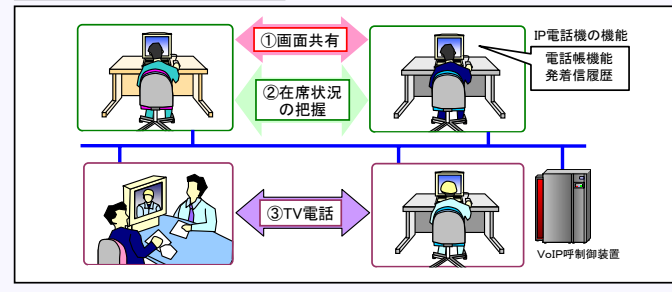 ①画面共有
IP電話機の機能
電話帳機能
発着信履歴
②在席状況
の把握
③TV電話
VoIP呼制御装置